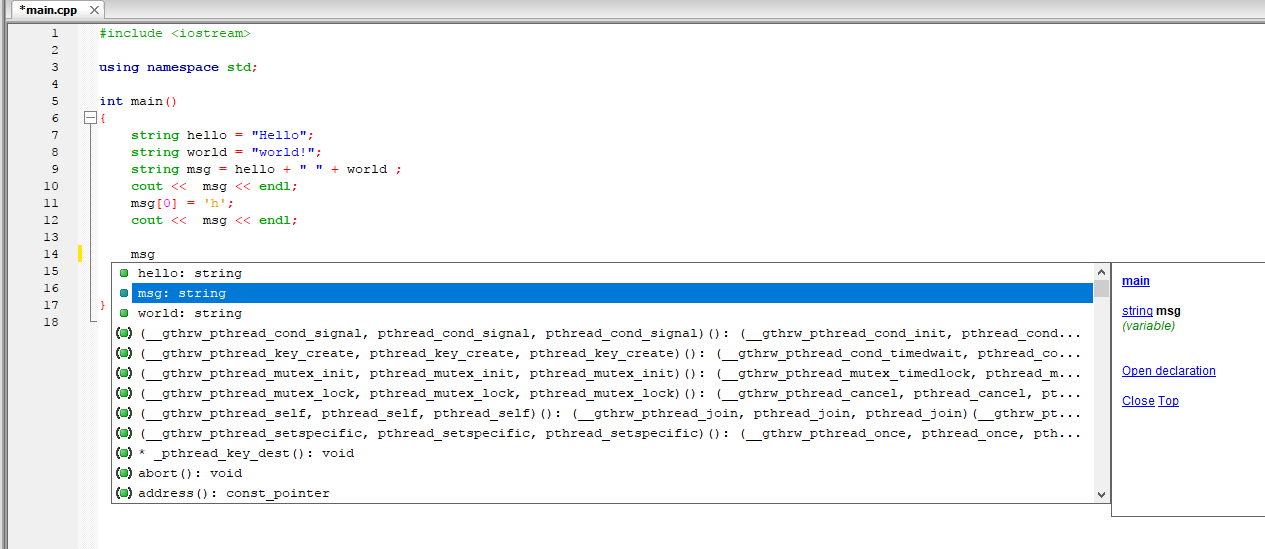 *main.cpp
1 #include <iostream>
2
3 using namespace std;
4
5 int main()
6 {
7 string hello = "Hello";
8 string world = "world!";
9 string msg = hello + " " + world ;
10 cout <<  msg << endl;
11 msg[0] = 'h';
12 cout <<  msg << endl;
13
14 msg
15
16
17 }
18
hello: string
msg: string
world: string
(__gthrw_pthread_cond_signal, pthread_cond_signal, pthread_cond_signal)(): (__gthrw_pthread_cond_init, pthread_cond...
(__gthrw_pthread_key_create, pthread_key_create, pthread_key_create)(): (__gthrw_pthread_cond_timedwait, pthread_co...
(__gthrw_pthread_mutex_init, pthread_mutex_init, pthread_mutex_init)(): (__gthrw_pthread_mutex_timedlock, pthread_m...
(__gthrw_pthread_mutex_lock, pthread_mutex_lock, pthread_mutex_lock)(): (__gthrw_pthread_cancel, pthread_cancel, pt...
(__gthrw_pthread_self, pthread_self, pthread_self)(): (__gthrw_pthread_join, pthread_join, pthread_join)(__gthrw_pt...
(__gthrw_pthread_setspecific, pthread_setspecific, pthread_setspecific)(): (__gthrw_pthread_once, pthread_once, pth...
* _pthread_key_dest(): void
abort(): void
address(): const_pointer
main
string msg
(variable)
Open declaration
Close Top